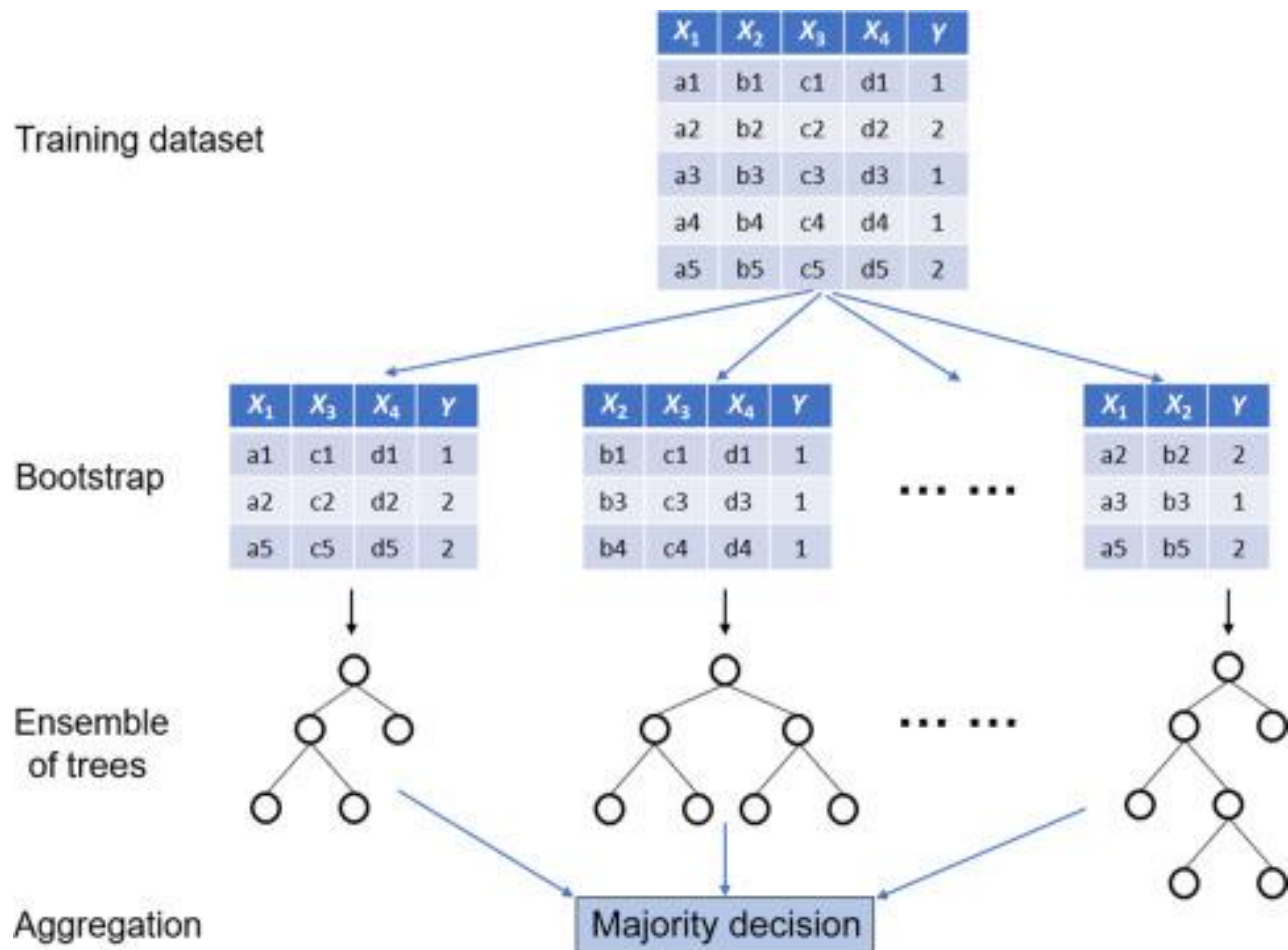 X₁ X₂ X₃ X₄ Y
a1 b1 c1 d1 1
Training dataset
a2 b2 c2 d2 2
a3 b3 c3 d3 1
a4 b4 c4 d4 1
a5 b5 c5 d5 2
Bootstrap
X₁ X₃ X₄ Y
a1 c1 d1 1
a2 c2 d2 2
a5 c5 d5 2
X₂ X₃ X₄ Y
b1 c1 d1 1
b3 c3 d3 1
b4 c4 d4 1
... ...
X₁ X₂ Y
a2 b2 2
a3 b3 1
a5 b5 2
Ensemble
of trees
... ...
Aggregation
Majority decision